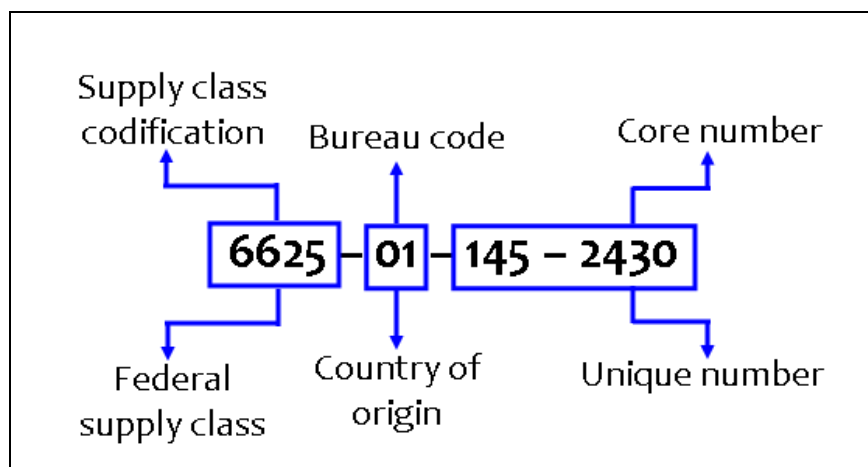 Supply class
codification
Bureau code
Core number
6625 – 01 – 145 – 2430
Federal
supply class
Country of
origin
Unique number